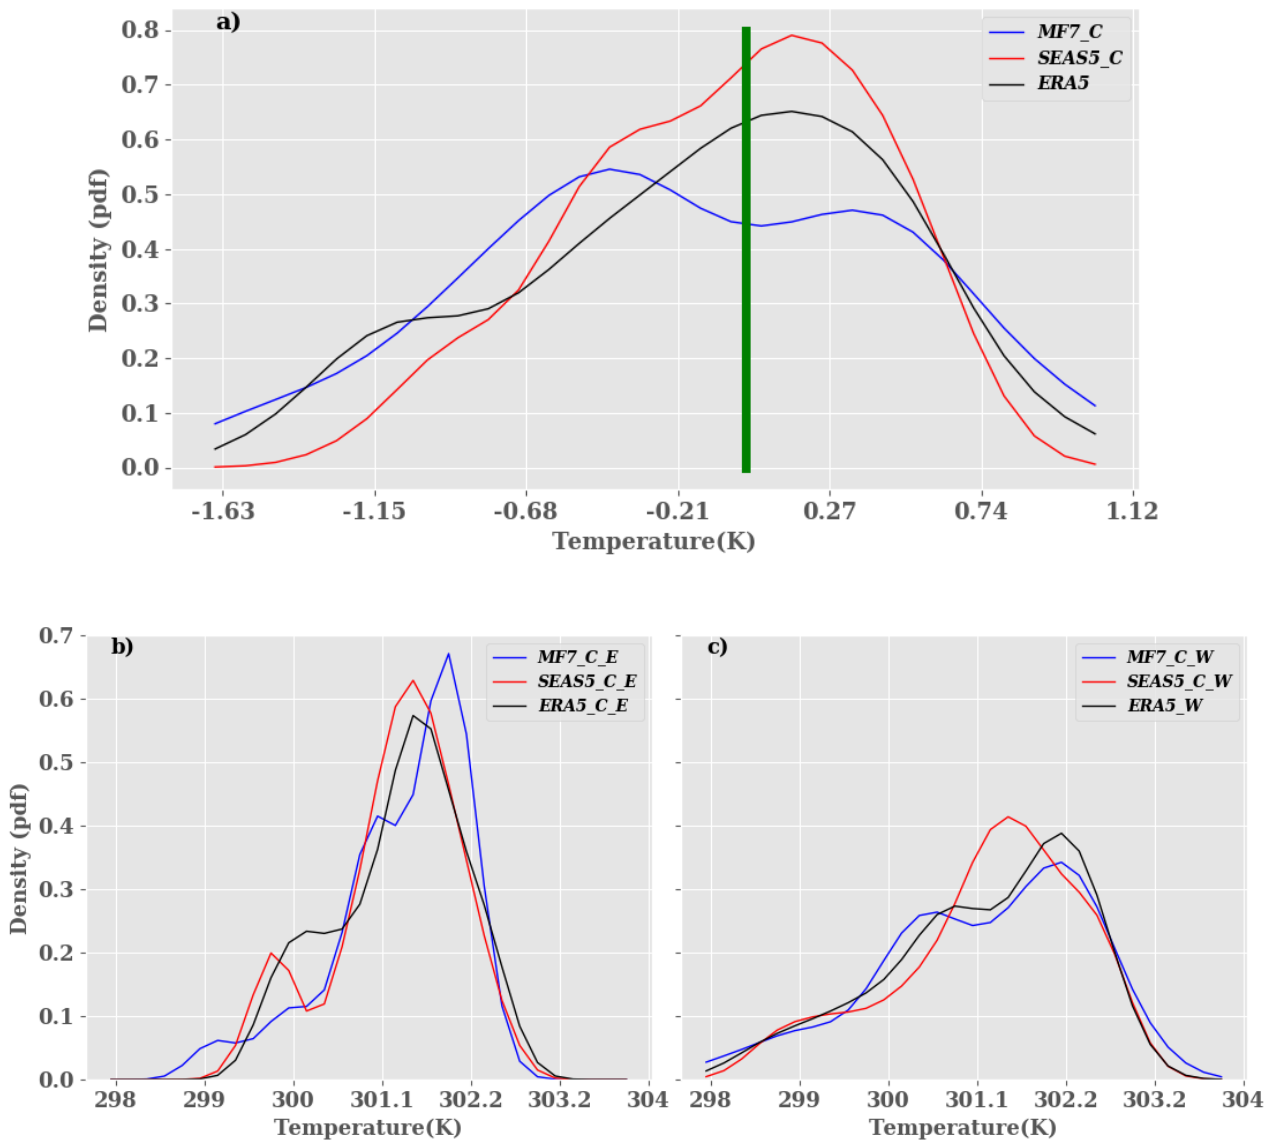 a)
MF7_C
SEAS5_C
ERA5
0.8
0.7
0.6
0.5
0.4
0.3
0.2
0.1
0.0
Density (pdf)
-1.63 -1.15 -0.68 -0.21 0.27 0.74 1.12
Temperature(K)
b)
MF7_C_E
SEAS5_C_E
ERA5_C_E
0.7
0.6
0.5
0.4
0.3
0.2
0.1
0.0
Density (pdf)
298 299 300 301.1 302.2 303.2 304
Temperature(K)
c)
MF7_C_W
SEAS5_C_W
ERA5_W
298 299 300 301.1 302.2 303.2 304
Temperature(K)